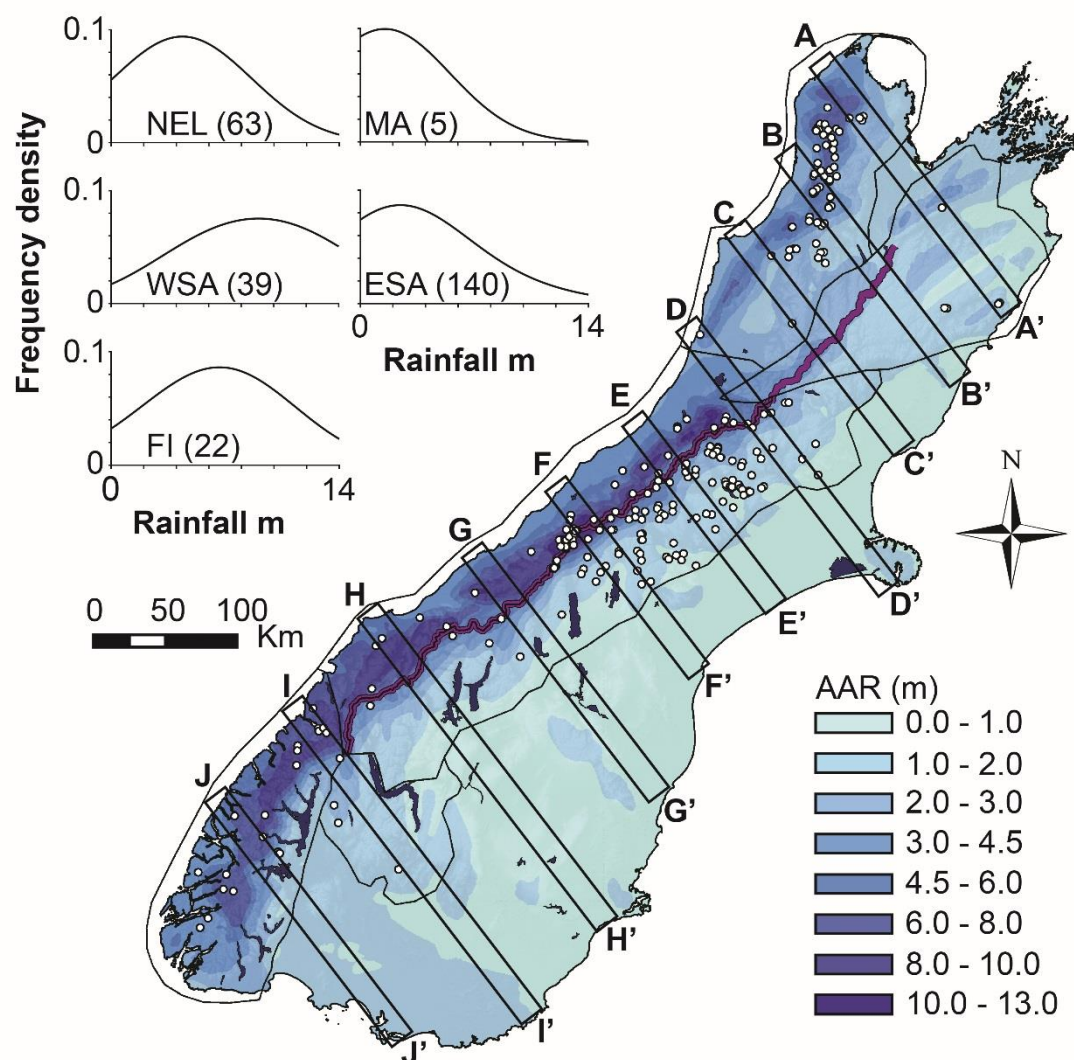 Frequency density
0.1
0
NEL (63)
MA (5)
0.1
0
WSA (39)
ESA (140)
0
14
Rainfall m
0.1
0
FI (22)
0
14
Rainfall m
A
B
C
D
E
F
G
H
I
J
A’
B’
C’
D’
E’
F’
G’
H’
I’
J’
N
0 50 100
Km
AAR (m)
0.0 - 1.0
1.0 - 2.0
2.0 - 3.0
3.0 - 4.5
4.5 - 6.0
6.0 - 8.0
8.0 - 10.0
10.0 - 13.0